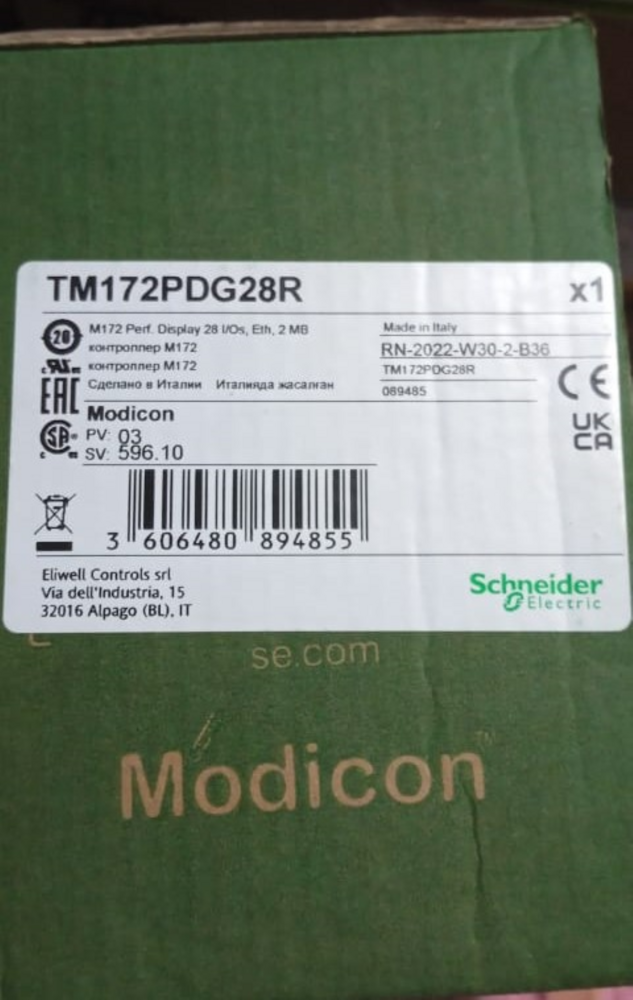 TM172PDG28R x1
20
M172 Perf. Display 28 I/Os, Eth, 2 MB
контроллер M172
контроллер M172
Сделано в Италии Италияда жасалган
Made in Italy
RN-2022-W30-2-B36
TM172PDG28R
089485
EAC
CE
UK
CA
Modicon
PV: 03
SV: 596.10
3 606480 894855
Eliwell Controls srl
Via dell'Industria, 15
32016 Alpago (BL), IT
Schneider
Electric
se.com
Modicon